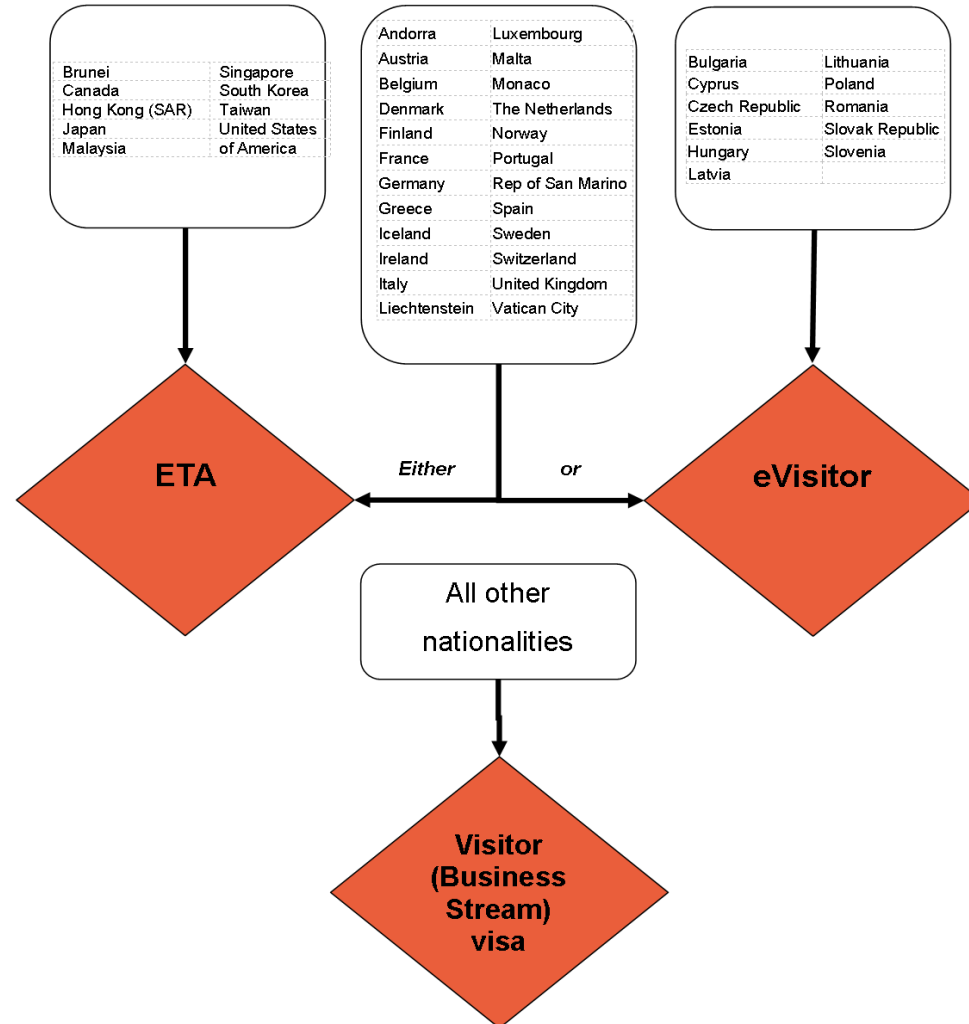 Brunei Singapore
Canada South Korea
Hong Kong (SAR) Taiwan
Japan United States
Malaysia of America
Andorra Luxembourg
Austria Malta
Belgium Monaco
Denmark The Netherlands
Finland Norway
France Portugal
Germany Rep of San Marino
Greece Spain
Iceland Sweden
Ireland Switzerland
Italy United Kingdom
Liechtenstein Vatican City
Bulgaria Lithuania
Cyprus Poland
Czech Republic Romania
Estonia Slovak Republic
Hungary Slovenia
Latvia
ETA
Either or
eVisitor
All other
nationalities
Visitor
(Business
Stream)
visa